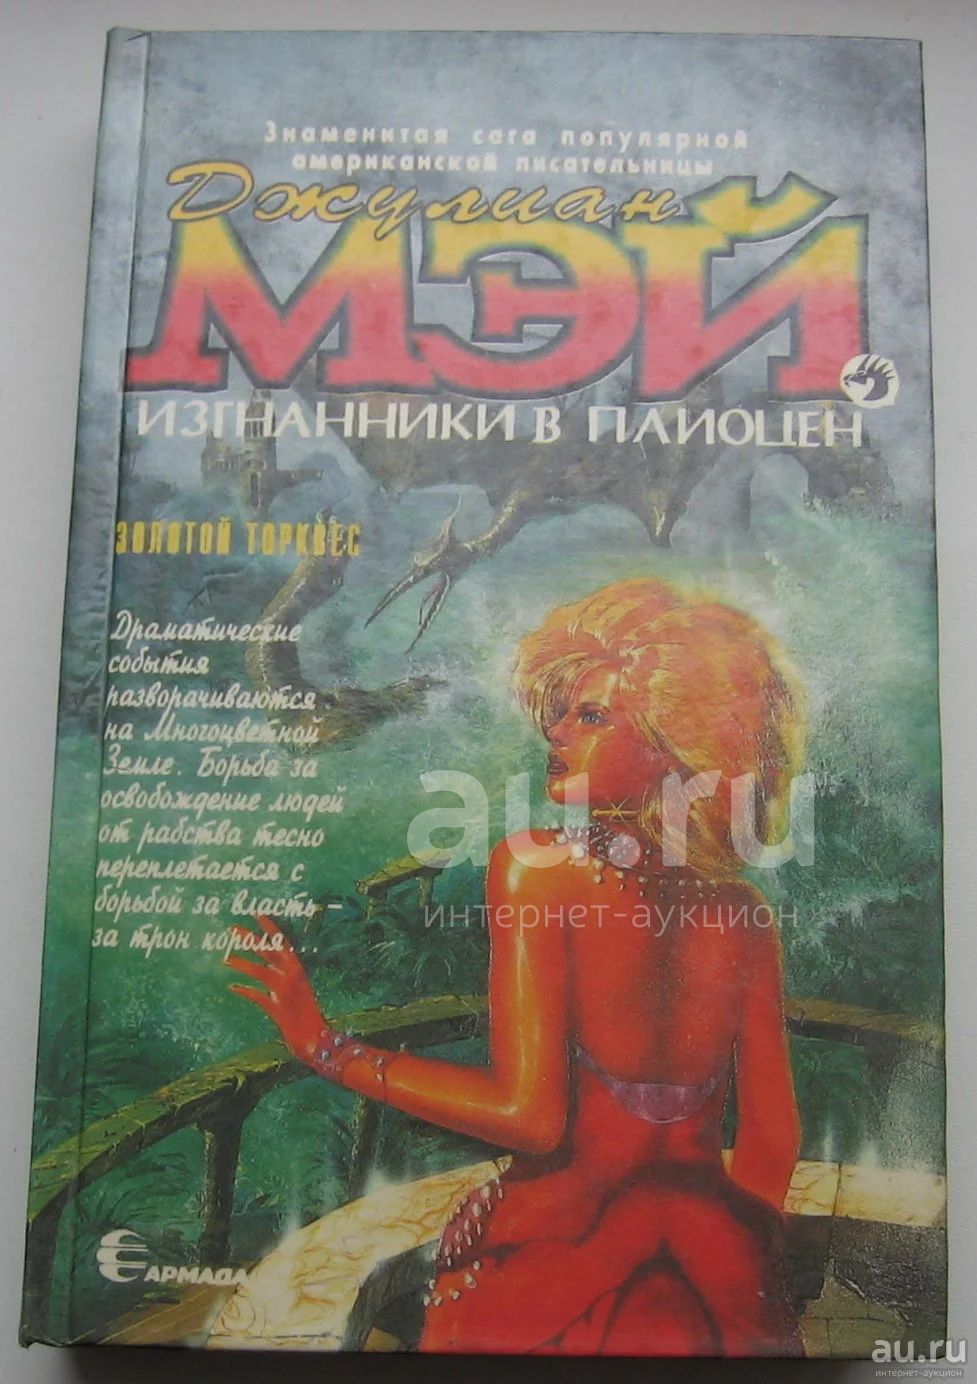 Знаменитая сага популярной
американской писательницы
Джулиан
МЭЙ
ИЗГНАННИКИ В ПЛИОЦЕН
ЗОЛОТОЙ ТОРКВЕС
Драматические
события
разворачиваются
на Многоцветной
Земле. Борьба за
освобождение людей
от рабства тесно
переплетается с
борьбой за власть –
за трон короля...
au.ru
интернет-аукцион
АРМАДА
au.ru
интернет-аукцион